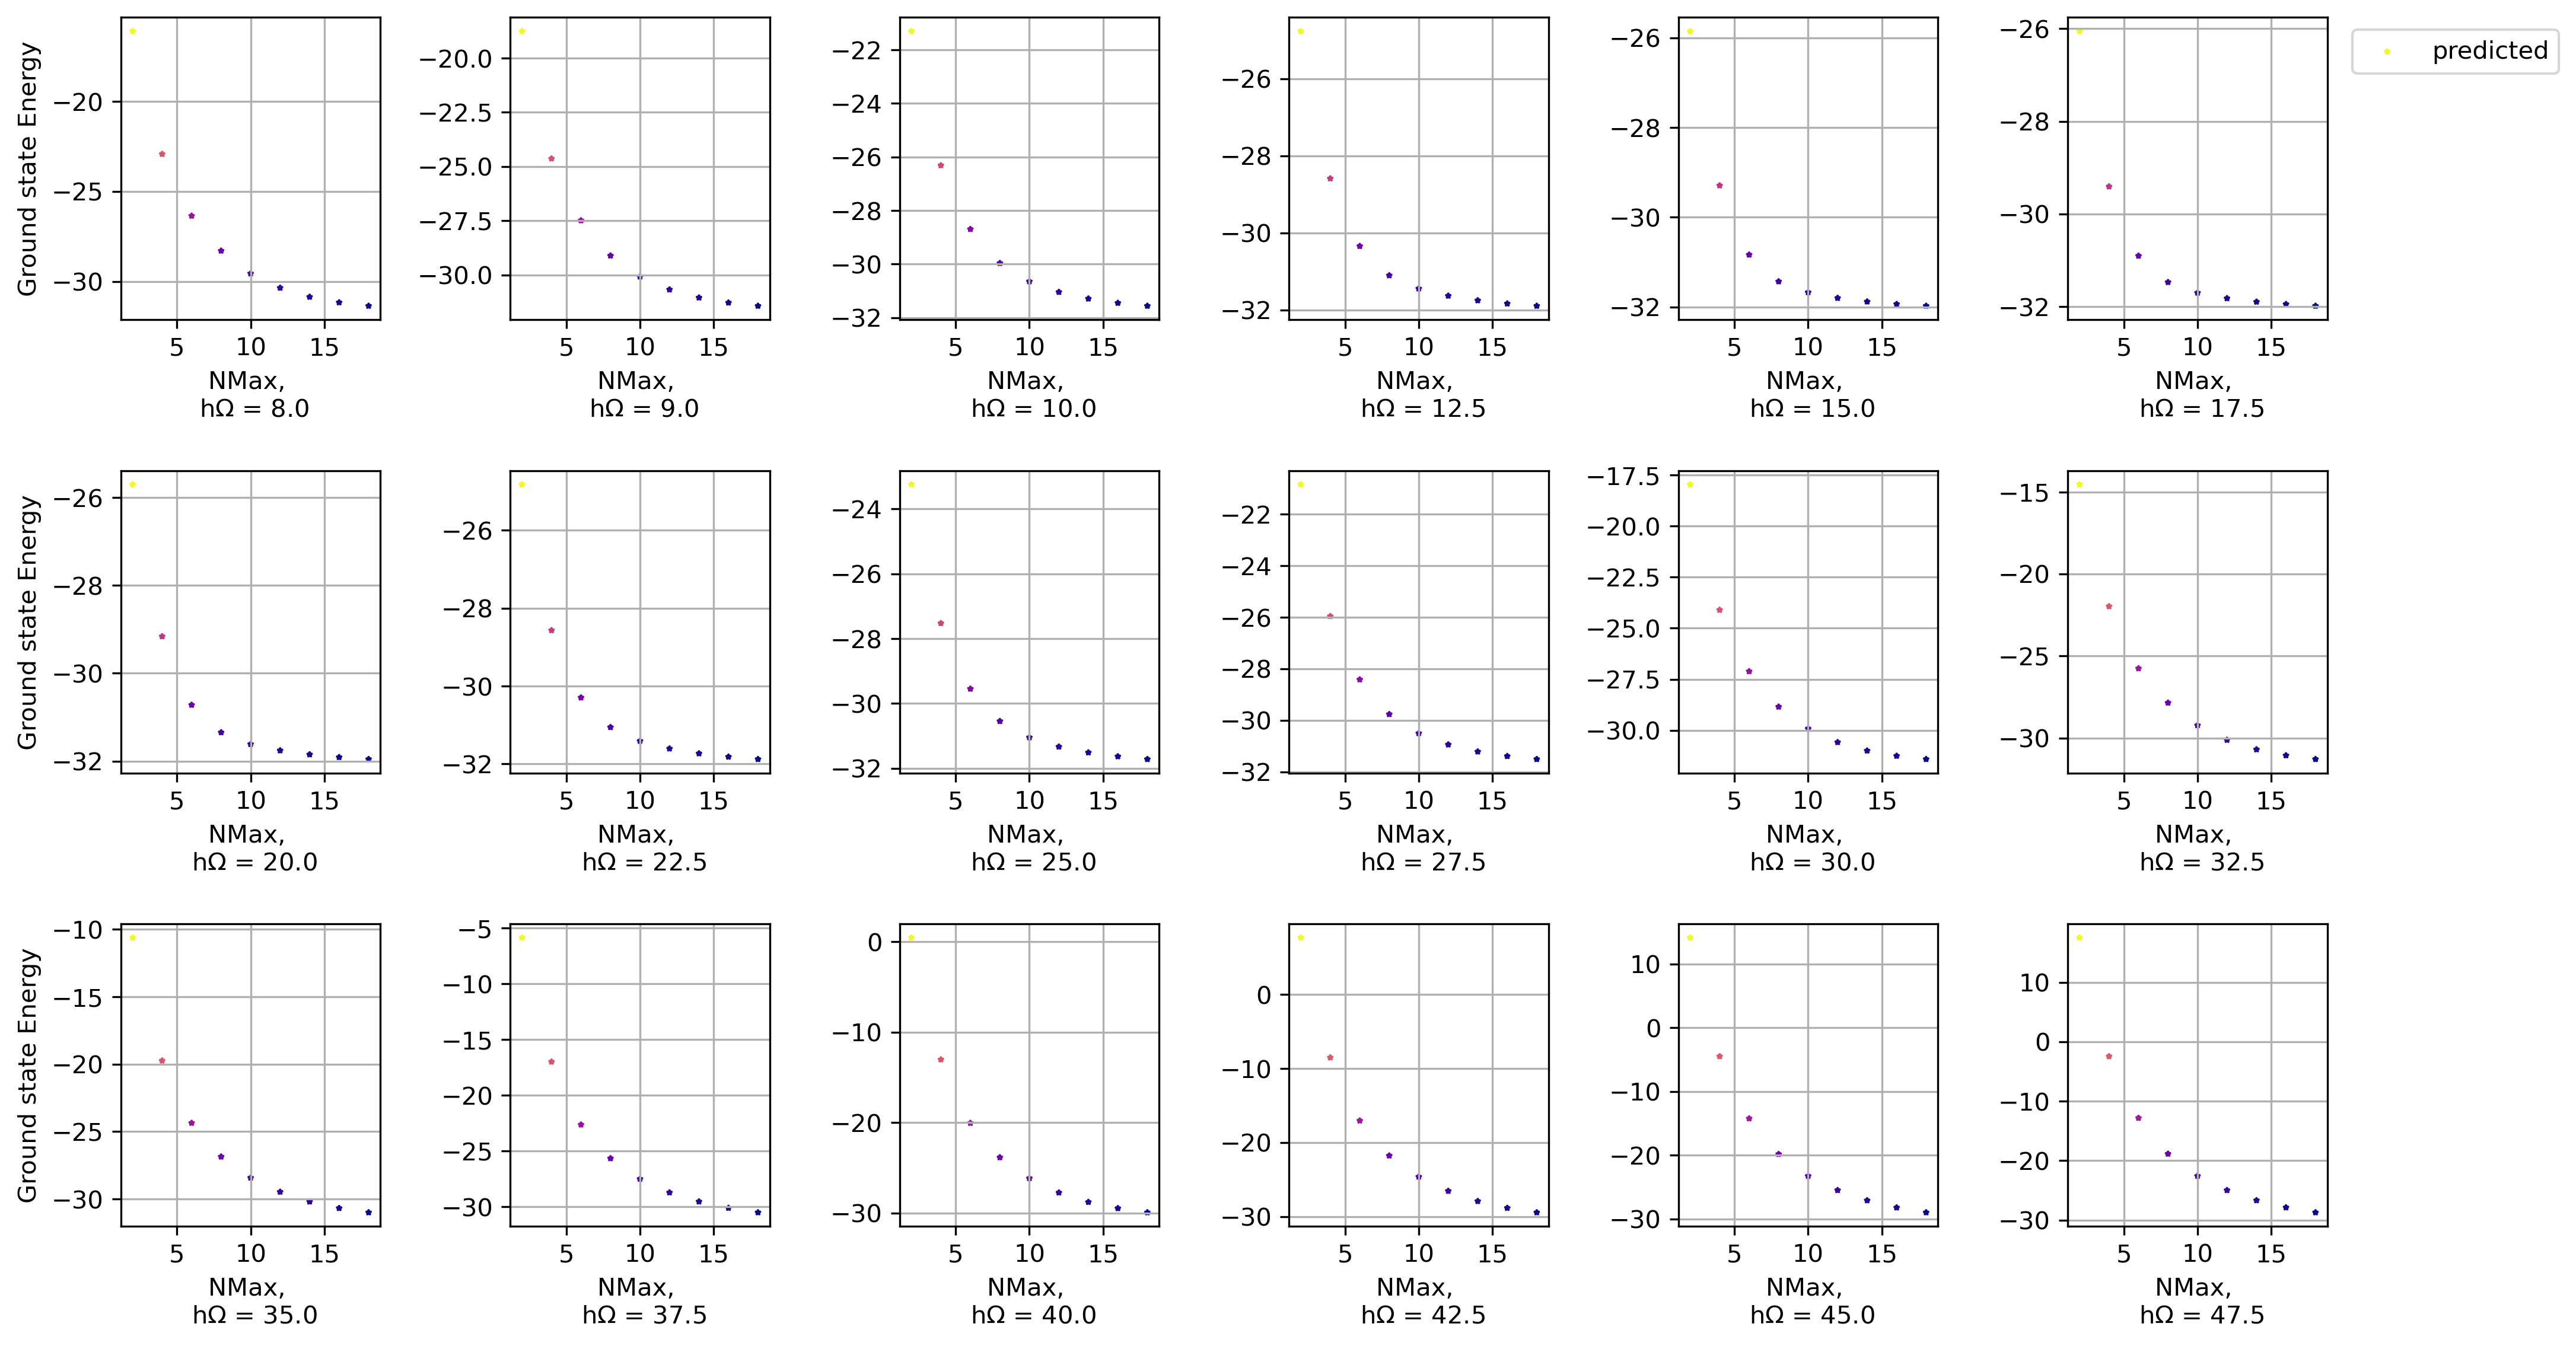 predicted
Ground state Energy
−20
−25
−30
5 10 15
NMax,
hΩ = 8.0
−20.0
−22.5
−25.0
−27.5
−30.0
5 10 15
NMax,
hΩ = 9.0
−22
−24
−26
−28
−30
−32
5 10 15
NMax,
hΩ = 10.0
−26
−28
−30
−32
5 10 15
NMax,
hΩ = 12.5
−26
−28
−30
−32
5 10 15
NMax,
hΩ = 15.0
−26
−28
−30
−32
5 10 15
NMax,
hΩ = 17.5
Ground state Energy
−26
−28
−30
−32
5 10 15
NMax,
hΩ = 20.0
−26
−28
−30
−32
5 10 15
NMax,
hΩ = 22.5
−24
−26
−28
−30
−32
5 10 15
NMax,
hΩ = 25.0
−22
−24
−26
−28
−30
−32
5 10 15
NMax,
hΩ = 27.5
−17.5
−20.0
−22.5
−25.0
−27.5
−30.0
5 10 15
NMax,
hΩ = 30.0
−15
−20
−25
−30
5 10 15
NMax,
hΩ = 32.5
Ground state Energy
−10
−15
−20
−25
−30
5 10 15
NMax,
hΩ = 35.0
−5
−10
−15
−20
−25
−30
5 10 15
NMax,
hΩ = 37.5
0
−10
−20
−30
5 10 15
NMax,
hΩ = 40.0
0
−10
−20
−30
5 10 15
NMax,
hΩ = 42.5
10
0
−10
−20
−30
5 10 15
NMax,
hΩ = 45.0
10
0
−10
−20
−30
5 10 15
NMax,
hΩ = 47.5